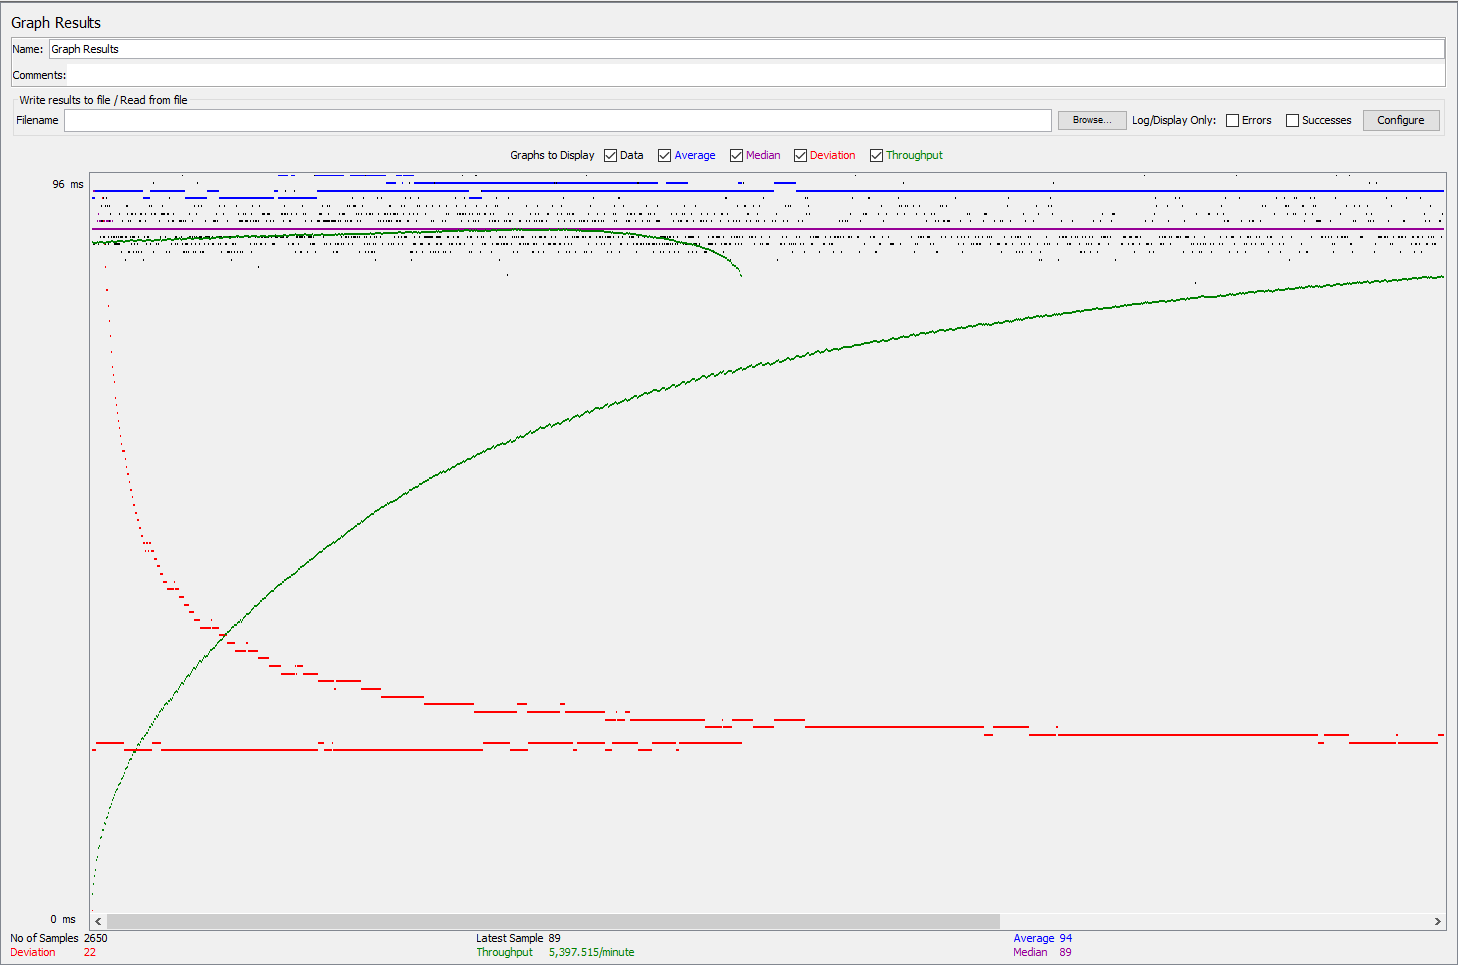 Graph Results
Name: Graph Results
Comments:
Write results to file / Read from file
Filename Browse... Log/Display Only: Errors Successes Configure
Graphs to Display Data Average Median Deviation Throughput
96 ms
0 ms
No of Samples 2650 Latest Sample 89 Average 94
Deviation 22 Throughput 5,397.515/minute Median 89